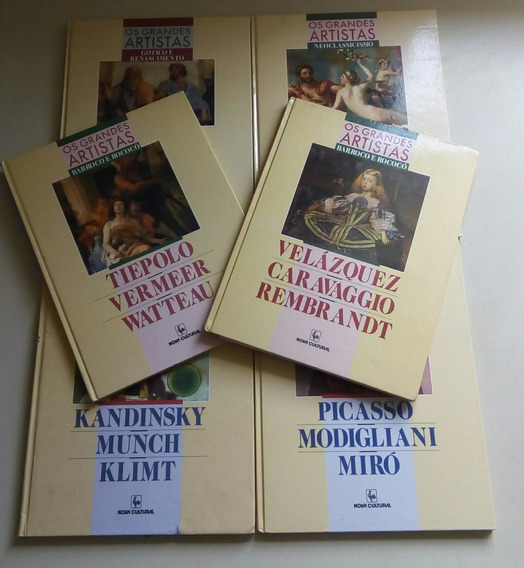 OS GRANDES
ARTISTAS
GÓTICO E
RENASCIMENTO
OS GRANDES
ARTISTAS
NEOCLASSICISMO
OS GRANDES
ARTISTAS
BARROCO E ROCOCÓ
TIEPOLO
VERMEER
WATTEAU
NOVA CULTURAL
OS GRANDES
ARTISTAS
BARROCO E ROCOCÓ
VELÁZQUEZ
CARAVAGGIO
REMBRANDT
NOVA CULTURAL
KANDINSKY
MUNCH
KLIMT
NOVA CULTURAL
PICASSO
MODIGLIANI
MIRÓ
NOVA CULTURAL